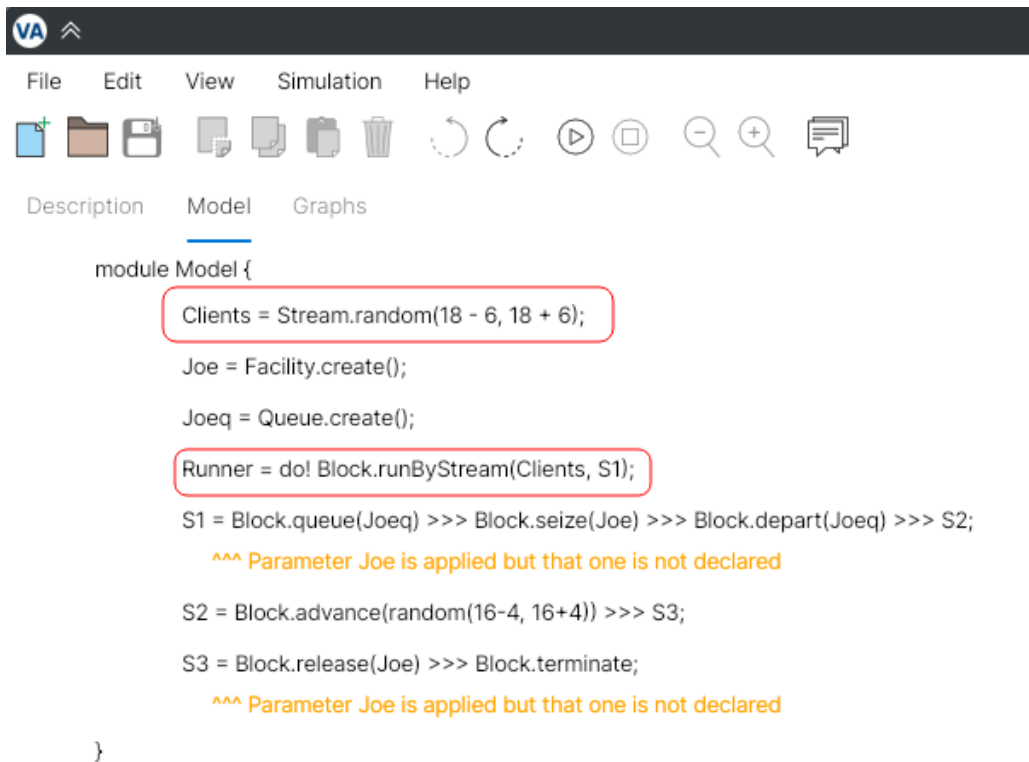 VA
File Edit View Simulation Help
Description Model Graphs
module Model {
Clients = Stream.random(18 - 6, 18 + 6);
Joe = Facility.create();
Joeq = Queue.create();
Runner = do! Block.runByStream(Clients, S1);
S1 = Block.queue(Joeq) >>> Block.seize(Joe) >>> Block.depart(Joeq) >>> S2;
^^^ Parameter Joe is applied but that one is not declared
S2 = Block.advance(random(16-4, 16+4)) >>> S3;
S3 = Block.release(Joe) >>> Block.terminate;
^^^ Parameter Joe is applied but that one is not declared
}